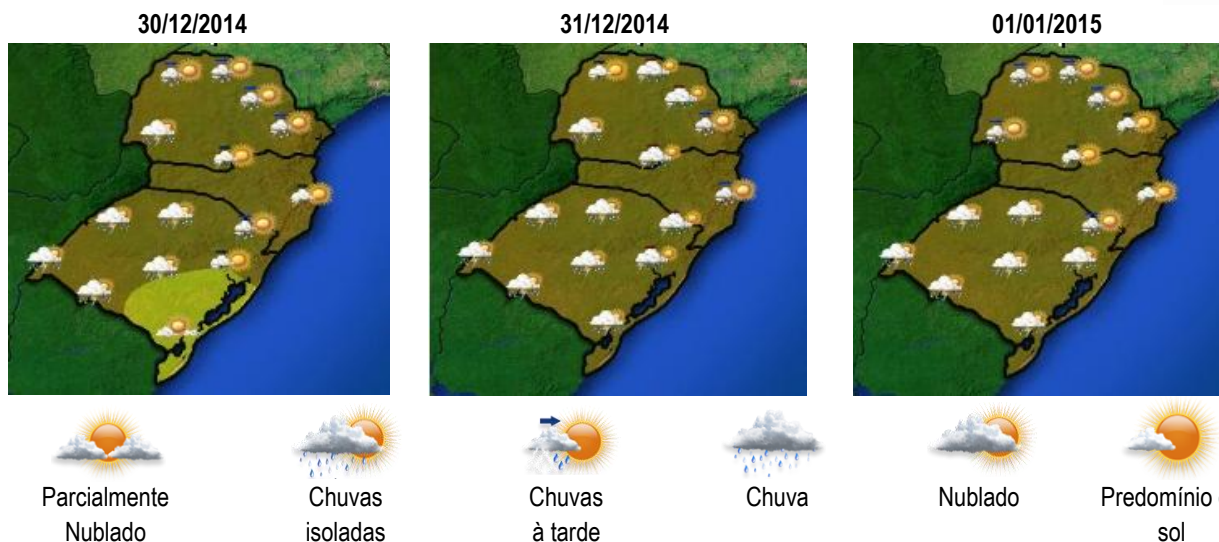 30/12/2014
31/12/2014
01/01/2015
Parcialmente
Nublado
Chuvas
isoladas
Chuvas
à tarde
Chuva
Nublado
Predomínio
sol